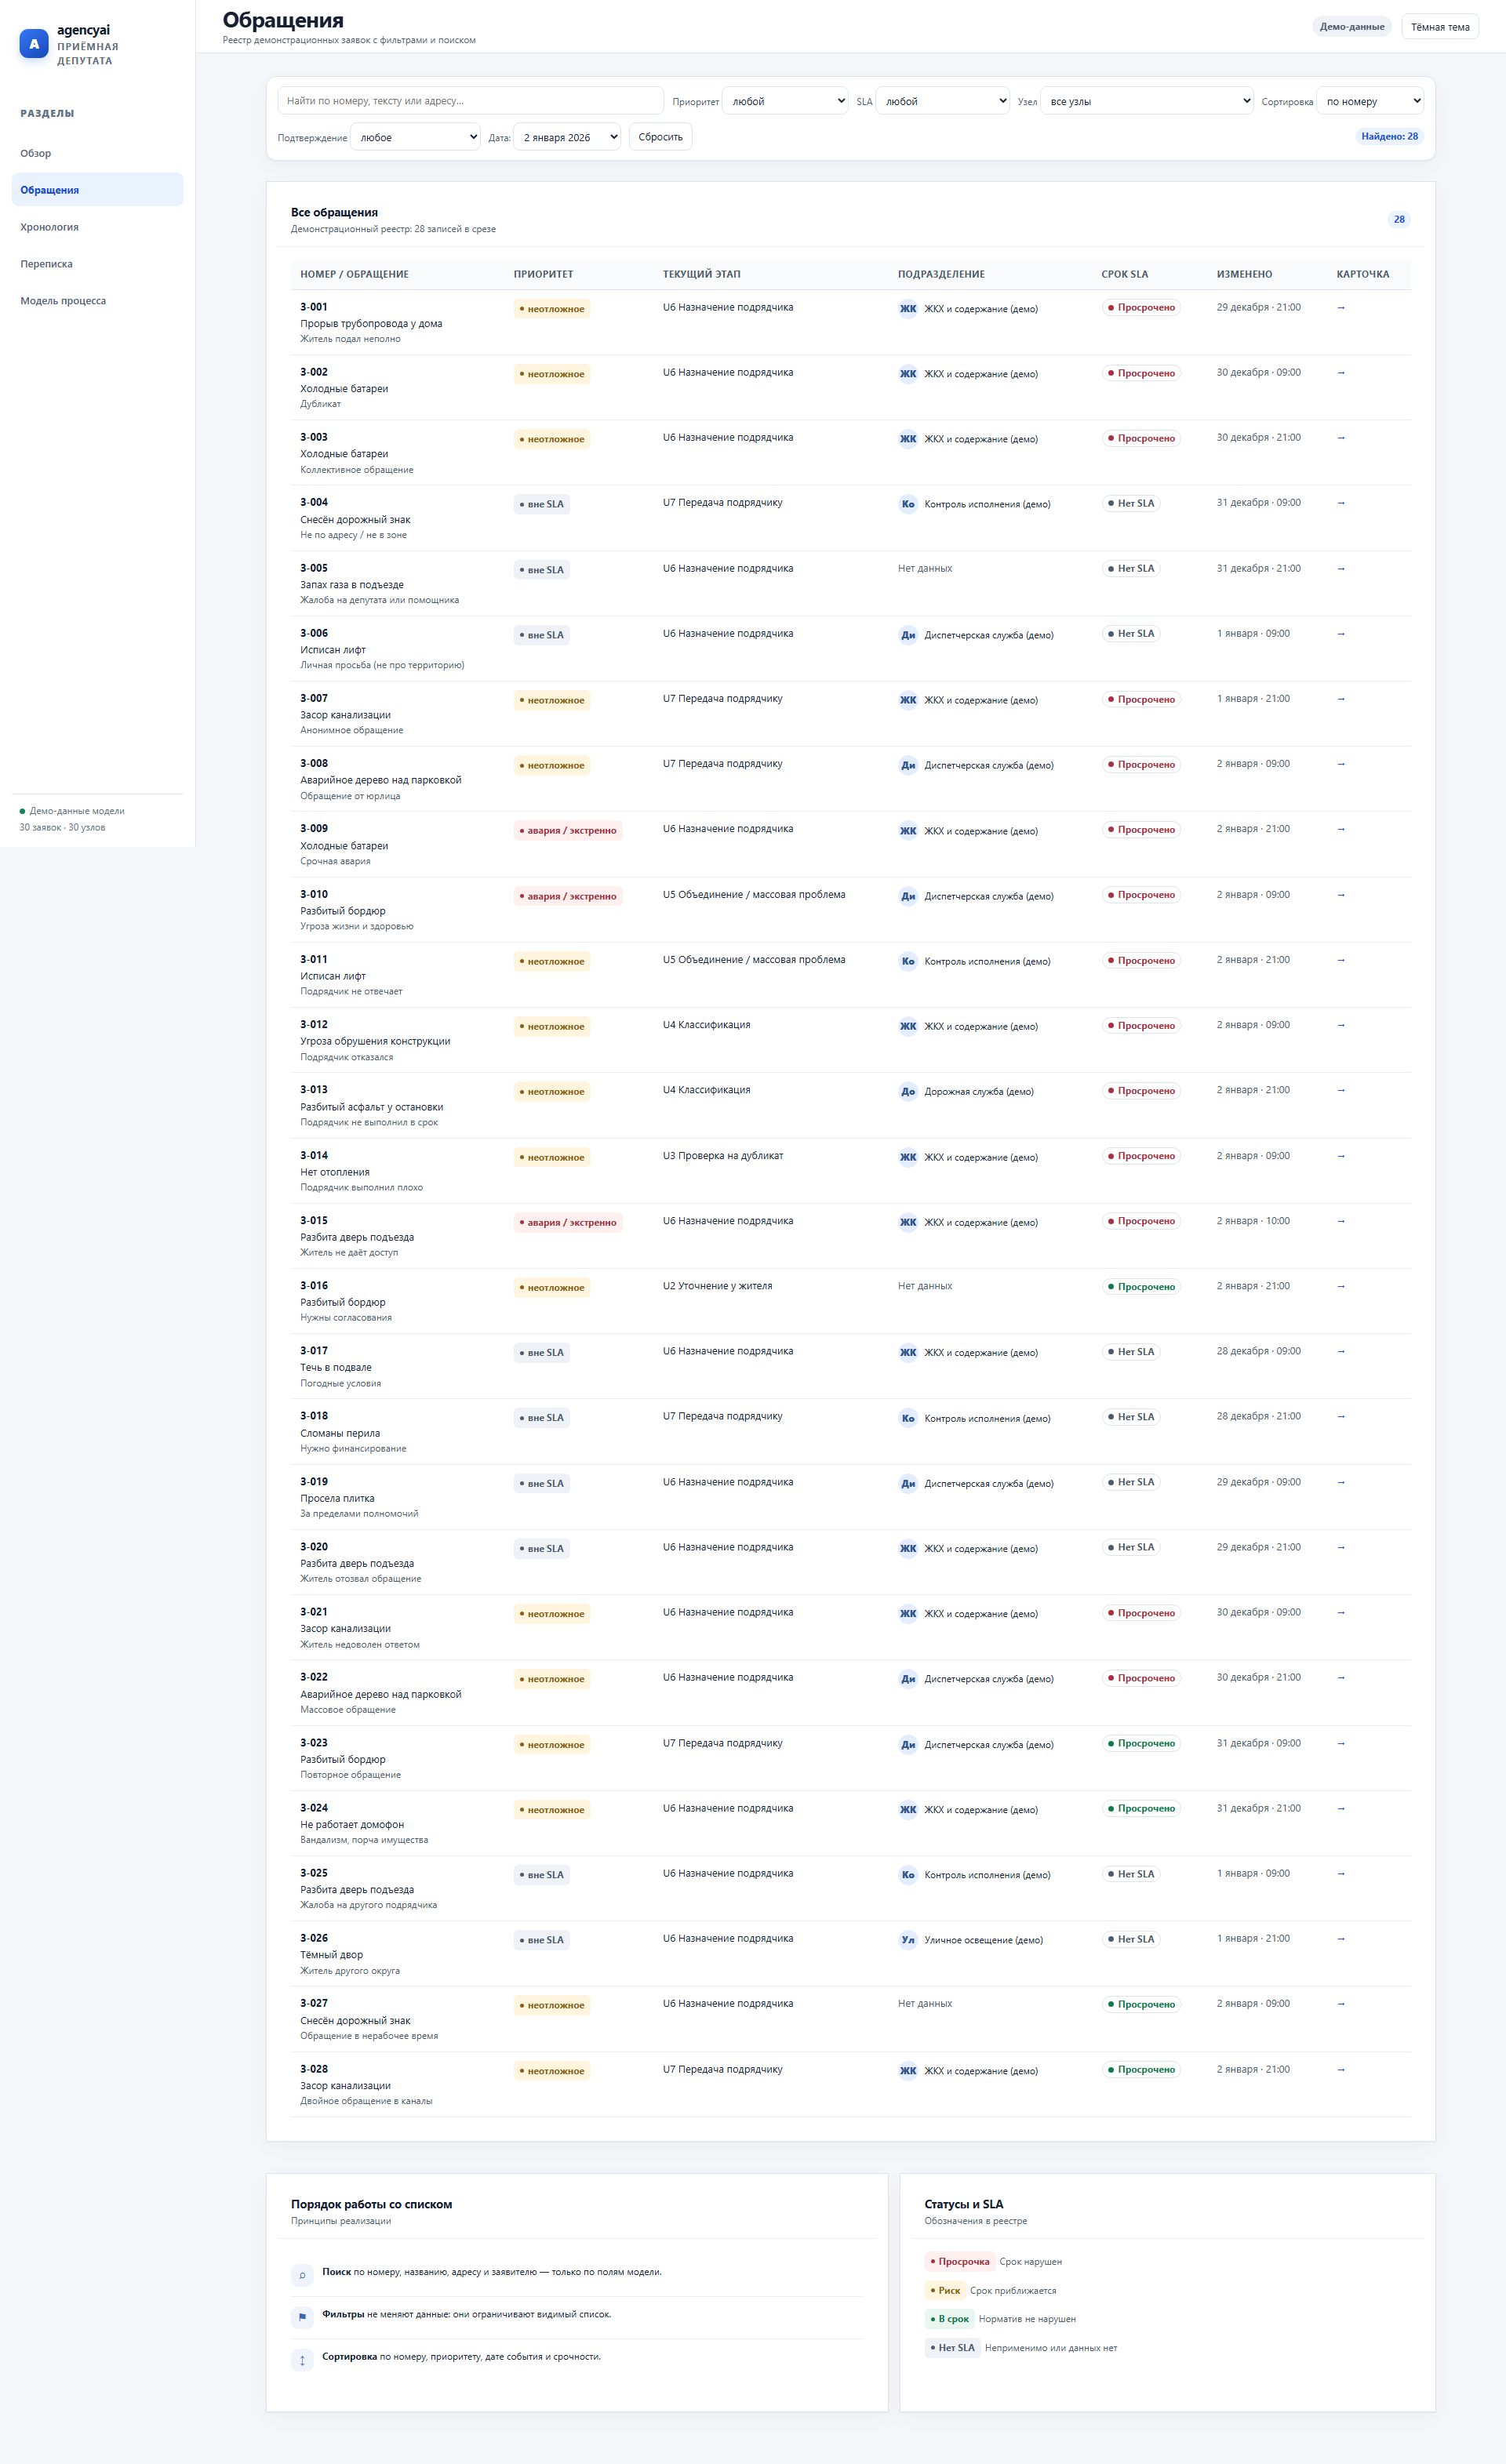 A
agencyai
ПРИЁМНАЯ
ДЕПУТАТА
РАЗДЕЛЫ
Обзор
Обращения
Хронология
Переписка
Модель процесса
Демо-данные модели
30 заявок · 30 узлов
Обращения
Реестр демонстрационных заявок с фильтрами и поиском
Демо-данные
Тёмная тема
Найти по номеру, тексту или адресу…
Приоритет любой
SLA любой
Узел все узлы
Сортировка по номеру
Подтверждение любое
Дата: 2 января 2026
Сбросить
Найдено: 28
Все обращения
Демонстрационный реестр: 28 записей в срезе
28
НОМЕР / ОБРАЩЕНИЕ ПРИОРИТЕТ ТЕКУЩИЙ ЭТАП ПОДРАЗДЕЛЕНИЕ СРОК SLA ИЗМЕНЕНО КАРТОЧКА
З-001 неотложное U6 Назначение подрядчика ЖК ЖКХ и содержание (демо) Просрочено 29 декабря · 21:00 →
Прорыв трубопровода у дома
Житель подал неполно
З-002 неотложное U6 Назначение подрядчика ЖК ЖКХ и содержание (демо) Просрочено 30 декабря · 09:00 →
Холодные батареи
Дубликат
З-003 неотложное U6 Назначение подрядчика ЖК ЖКХ и содержание (демо) Просрочено 30 декабря · 21:00 →
Холодные батареи
Коллективное обращение
З-004 вне SLA U7 Передача подрядчику Ко Контроль исполнения (демо) Нет SLA 31 декабря · 09:00 →
Снесён дорожный знак
Не по адресу / не в зоне
З-005 вне SLA U6 Назначение подрядчика Нет данных Нет SLA 31 декабря · 21:00 →
Запах газа в подъезде
Жалоба на депутата или помощника
З-006 вне SLA U6 Назначение подрядчика Ди Диспетчерская служба (демо) Нет SLA 1 января · 09:00 →
Исписан лифт
Личная просьба (не про территорию)
З-007 неотложное U7 Передача подрядчику ЖК ЖКХ и содержание (демо) Просрочено 1 января · 21:00 →
Засор канализации
Анонимное обращение
З-008 неотложное U7 Передача подрядчику Ди Диспетчерская служба (демо) Просрочено 2 января · 09:00 →
Аварийное дерево над парковкой
Обращение от юрлица
З-009 авария / экстренно U6 Назначение подрядчика ЖК ЖКХ и содержание (демо) Просрочено 2 января · 21:00 →
Холодные батареи
Срочная авария
З-010 авария / экстренно U5 Объединение / массовая проблема Ди Диспетчерская служба (демо) Просрочено 2 января · 09:00 →
Разбитый бордюр
Угроза жизни и здоровью
З-011 неотложное U5 Объединение / массовая проблема Ко Контроль исполнения (демо) Просрочено 2 января · 21:00 →
Исписан лифт
Подрядчик не отвечает
З-012 неотложное U4 Классификация ЖК ЖКХ и содержание (демо) Просрочено 2 января · 09:00 →
Угроза обрушения конструкции
Подрядчик отказался
З-013 неотложное U4 Классификация До Дорожная служба (демо) Просрочено 2 января · 21:00 →
Разбитый асфальт у остановки
Подрядчик не выполнил в срок
З-014 неотложное U3 Проверка на дубликат ЖК ЖКХ и содержание (демо) Просрочено 2 января · 09:00 →
Нет отопления
Подрядчик выполнил плохо
З-015 авария / экстренно U6 Назначение подрядчика ЖК ЖКХ и содержание (демо) Просрочено 2 января · 10:00 →
Разбита дверь подъезда
Житель не даёт доступ
З-016 неотложное U2 Уточнение у жителя Нет данных Просрочено 2 января · 21:00 →
Разбитый бордюр
Нужны согласования
З-017 вне SLA U6 Назначение подрядчика ЖК ЖКХ и содержание (демо) Нет SLA 28 декабря · 09:00 →
Течь в подвале
Погодные условия
З-018 вне SLA U7 Передача подрядчику Ко Контроль исполнения (демо) Нет SLA 28 декабря · 21:00 →
Сломаны перила
Нужно финансирование
З-019 вне SLA U6 Назначение подрядчика Ди Диспетчерская служба (демо) Нет SLA 29 декабря · 09:00 →
Просела плитка
За пределами полномочий
З-020 вне SLA U6 Назначение подрядчика ЖК ЖКХ и содержание (демо) Нет SLA 29 декабря · 21:00 →
Разбита дверь подъезда
Житель отозвал обращение
З-021 неотложное U6 Назначение подрядчика ЖК ЖКХ и содержание (демо) Просрочено 30 декабря · 09:00 →
Засор канализации
Житель недоволен ответом
З-022 неотложное U6 Назначение подрядчика Ди Диспетчерская служба (демо) Просрочено 30 декабря · 21:00 →
Аварийное дерево над парковкой
Массовое обращение
З-023 неотложное U7 Передача подрядчику Ди Диспетчерская служба (демо) Просрочено 31 декабря · 09:00 →
Разбитый бордюр
Повторное обращение
З-024 неотложное U6 Назначение подрядчика ЖК ЖКХ и содержание (демо) Просрочено 31 декабря · 21:00 →
Не работает домофон
Вандализм, порча имущества
З-025 вне SLA U6 Назначение подрядчика Ко Контроль исполнения (демо) Нет SLA 1 января · 09:00 →
Разбита дверь подъезда
Жалоба на другого подрядчика
З-026 вне SLA U6 Назначение подрядчика Ул Уличное освещение (демо) Нет SLA 1 января · 21:00 →
Тёмный двор
Житель другого округа
З-027 неотложное U6 Назначение подрядчика Нет данных Просрочено 2 января · 09:00 →
Снесён дорожный знак
Обращение в нерабочее время
З-028 неотложное U7 Передача подрядчику ЖК ЖКХ и содержание (демо) Просрочено 2 января · 21:00 →
Засор канализации
Двойное обращение в каналы
Порядок работы со списком
Принципы реализации
Поиск по номеру, названию, адресу и заявителю — только по полям модели.
Фильтры не меняют данные: они ограничивают видимый список.
Сортировка по номеру, приоритету, дате события и срочности.
Статусы и SLA
Обозначения в реестре
Просрочка Срок нарушен
Риск Срок приближается
В срок Норматив не нарушен
Нет SLA Неприменимо или данных нет